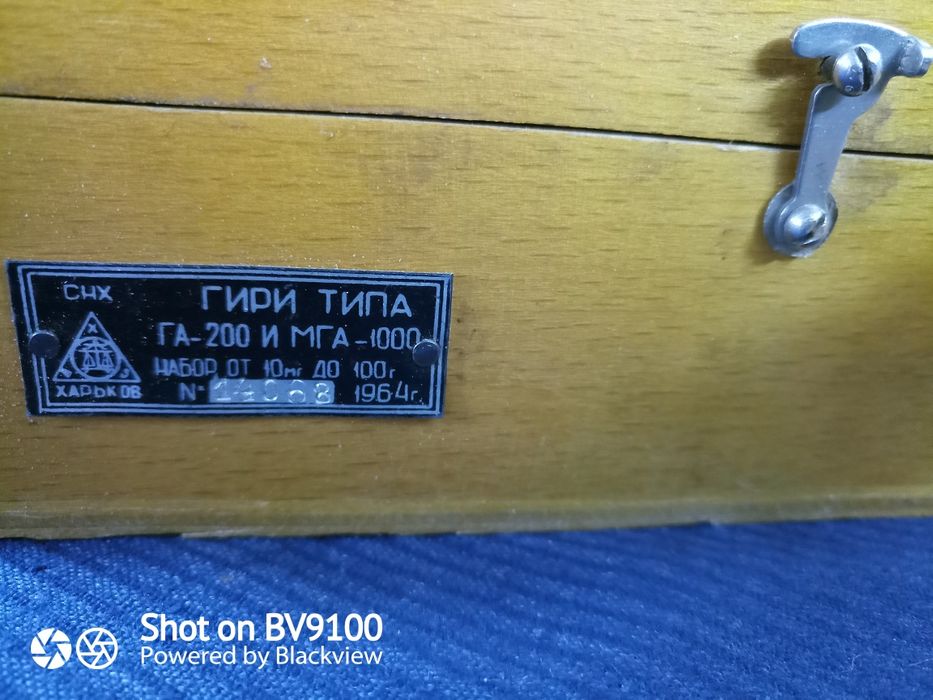 СНХ
ГИРИ ТИПА
ГА-200 И МГА-1000
НАБОР ОТ 10мг ДО 100г
ХАРЬКОВ
№ 14068 1964г.
Shot on BV9100
Powered by Blackview